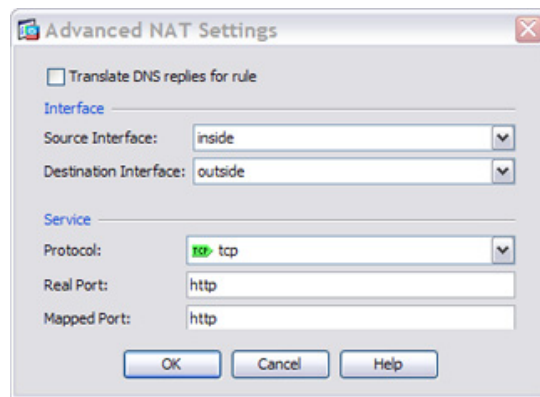 Advanced NAT Settings
Translate DNS replies for rule
Interface
Source Interface: inside
Destination Interface: outside
Service
Protocol: TCP tcp
Real Port: http
Mapped Port: http
OK Cancel Help